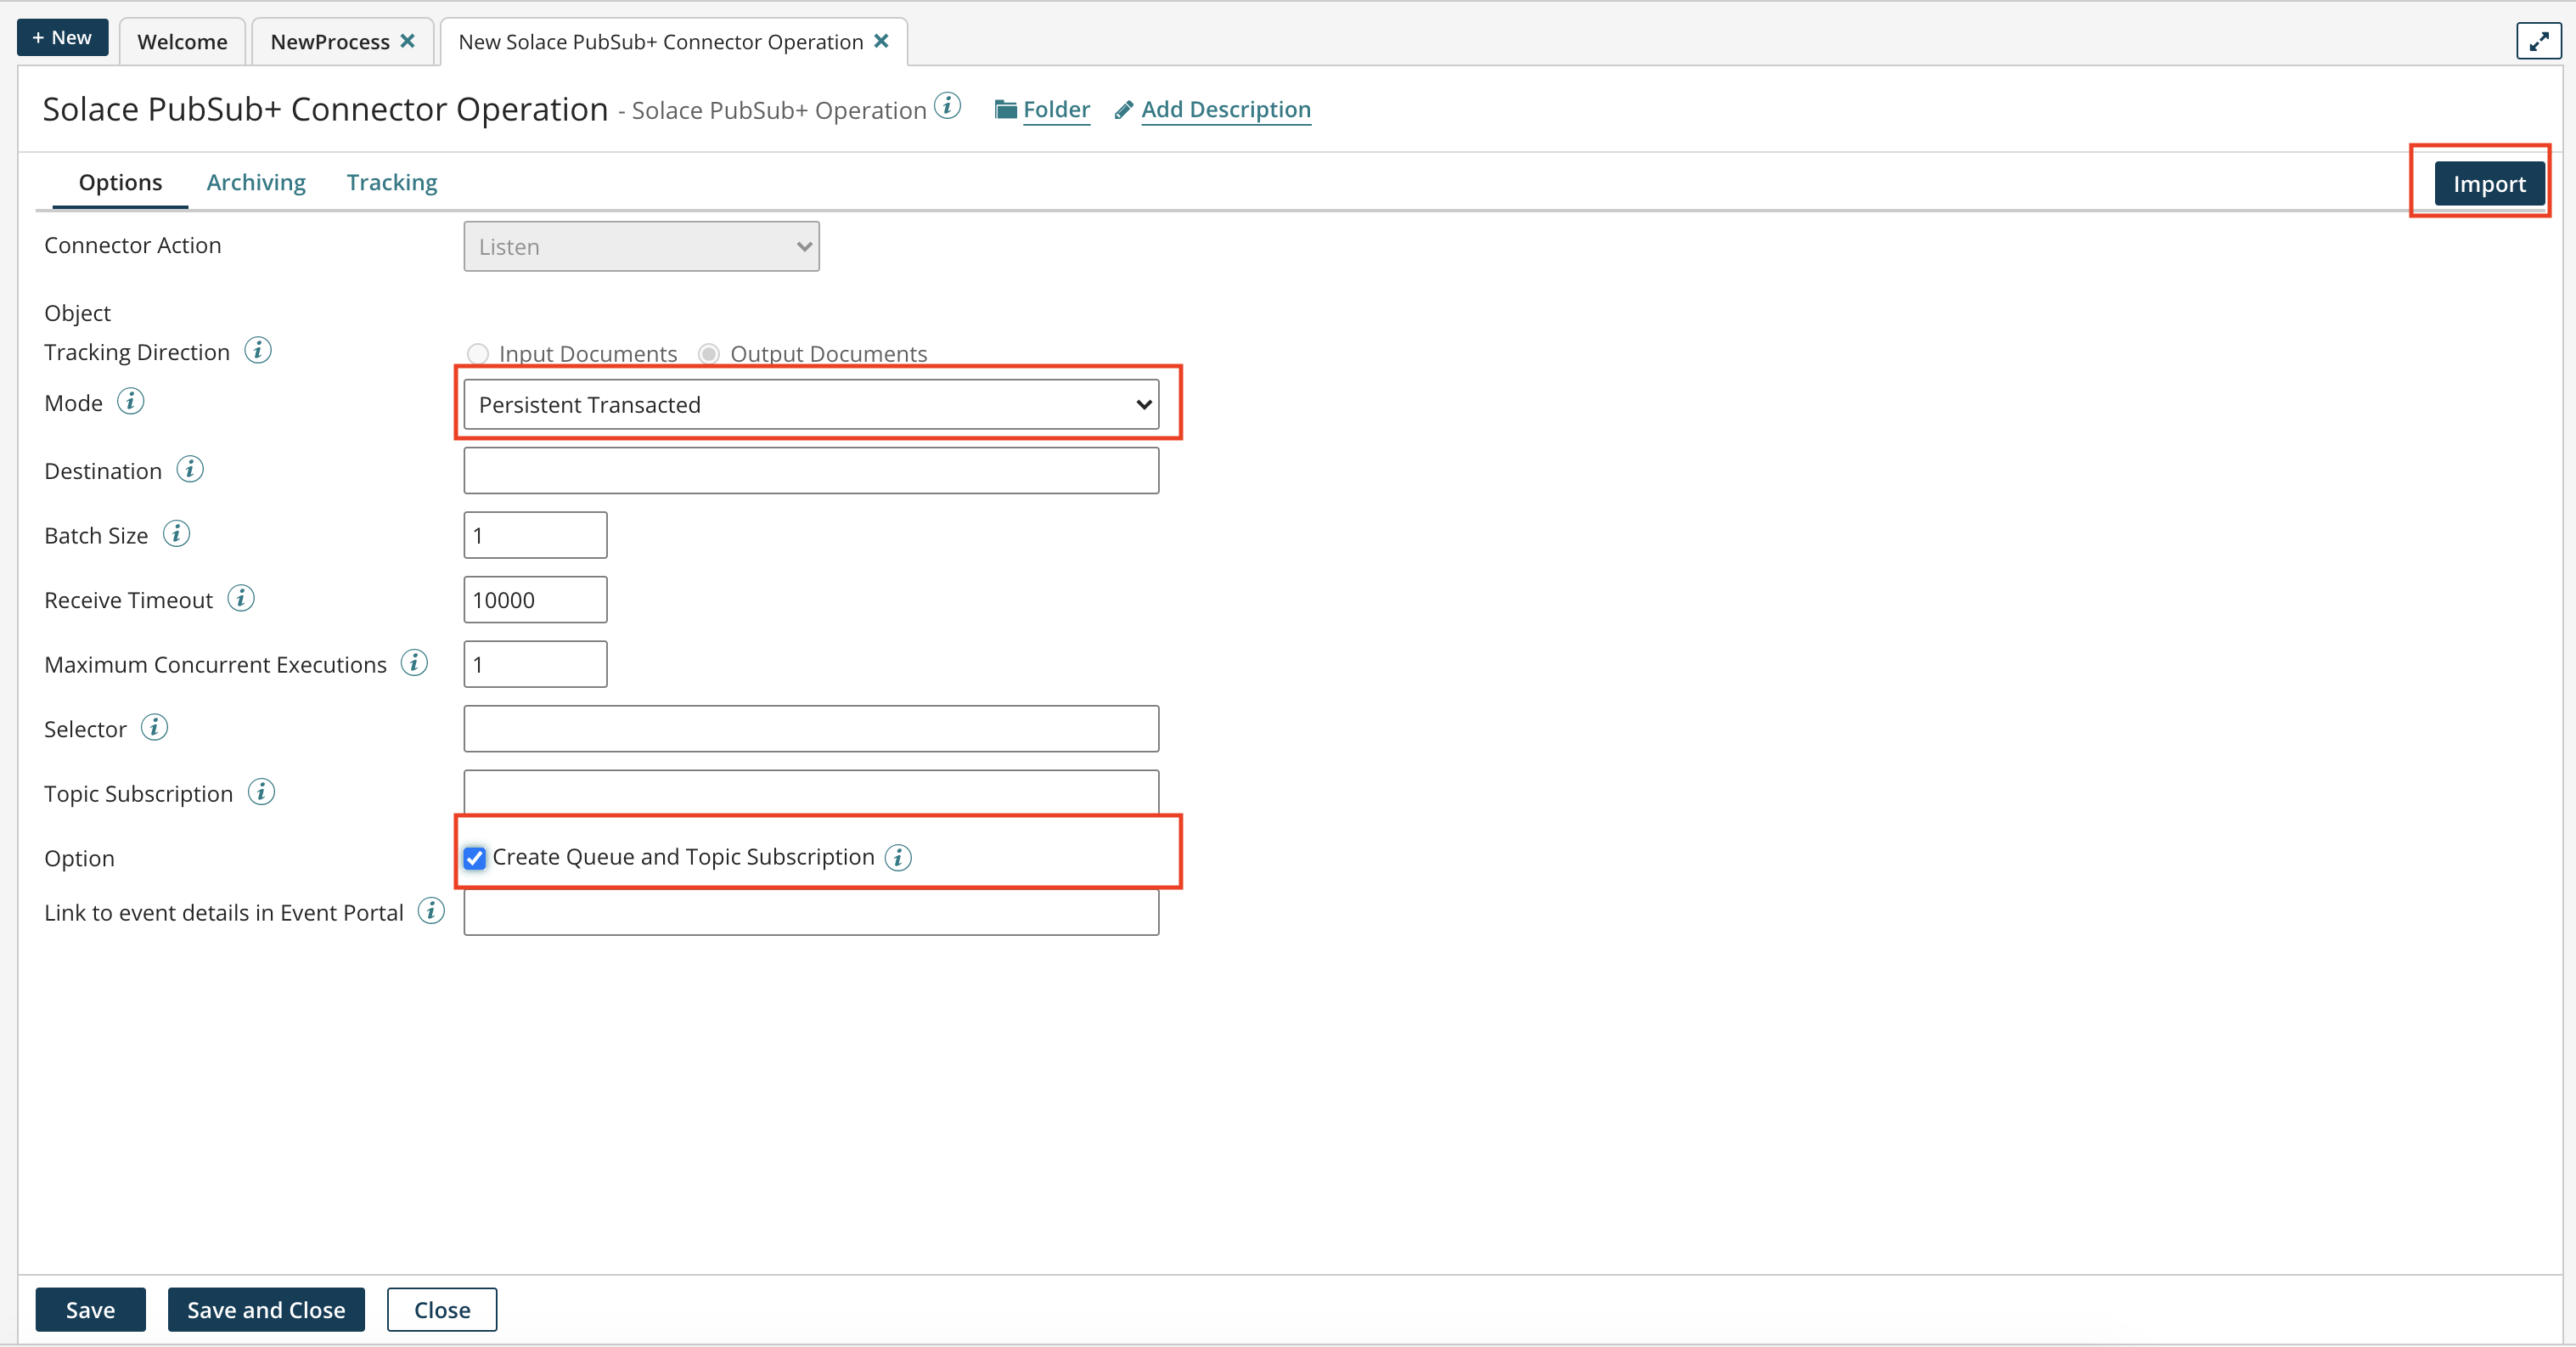 + New Welcome NewProcess × New Solace PubSub+ Connector Operation ×
Solace PubSub+ Connector Operation - Solace PubSub+ Operation i Folder Add Description
Options Archiving Tracking Import
Connector Action Listen
Object
Tracking Direction i Input Documents Output Documents
Mode i Persistent Transacted
Destination i
Batch Size i 1
Receive Timeout i 10000
Maximum Concurrent Executions i 1
Selector i
Topic Subscription i
Option Create Queue and Topic Subscription i
Link to event details in Event Portal i
Save Save and Close Close